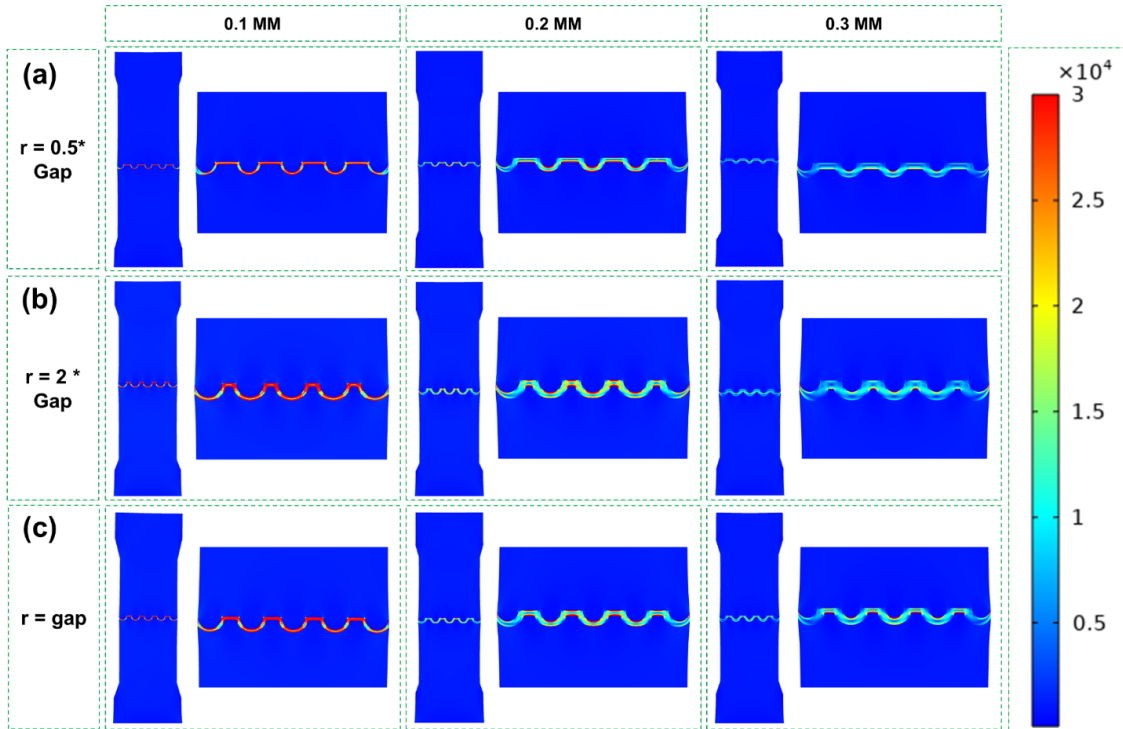 0.1 MM
0.2 MM
0.3 MM
(a)
r = 0.5*
Gap
(b)
r = 2 *
Gap
(c)
r = gap
×10⁴
3
2.5
2
1.5
1
0.5